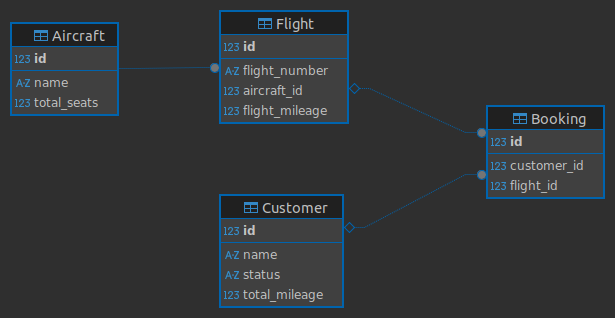 Aircraft
123 id
A-Z name
123 total_seats
Flight
123 id
A-Z flight_number
123 aircraft_id
123 flight_mileage
Booking
123 id
123 customer_id
123 flight_id
Customer
123 id
A-Z name
A-Z status
123 total_mileage